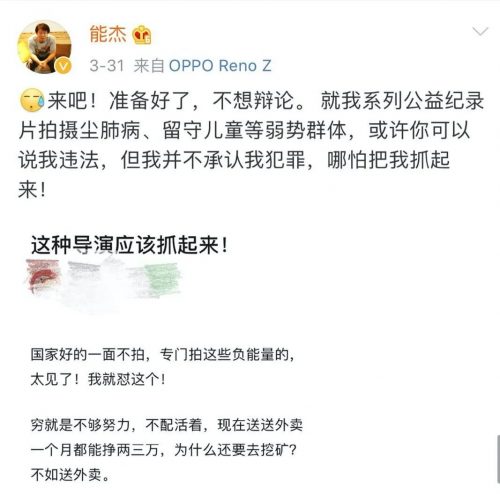 能杰
3-31 来自 OPPO Reno Z
来吧！准备好了，不想辩论。 就我系列公益纪录
片拍摄尘肺病、留守儿童等弱势群体，或许你可以
说我违法，但我并不承认我犯罪，哪怕把我抓起
来！
这种导演应该抓起来！
国家好的一面不拍，专门拍这些负能量的，
太见了！我就怼这个！
穷就是不够努力，不配活着，现在送送外卖
一个月都能挣两三万，为什么还要去挖矿？
不如送外卖。